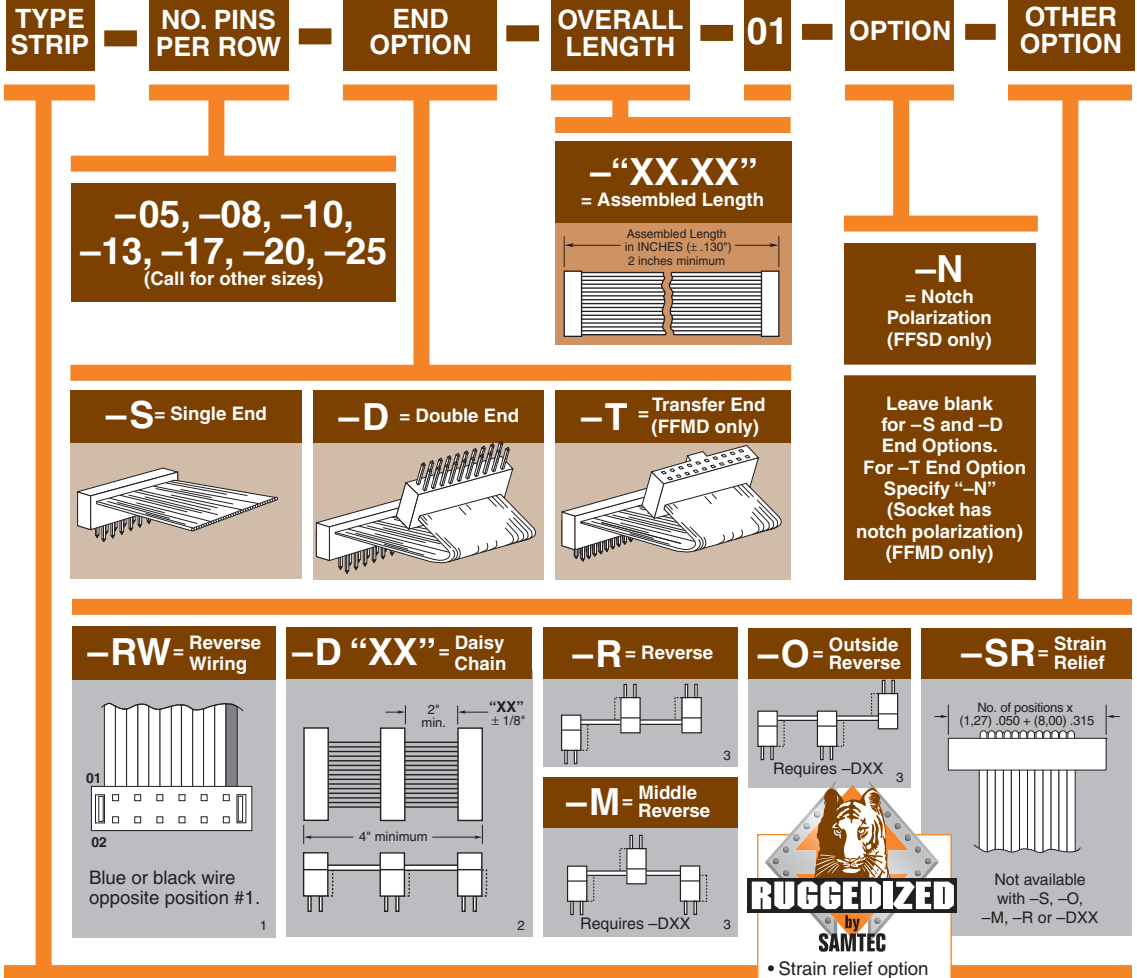 TYPE STRIP
NO. PINS PER ROW
END OPTION
OVERALL LENGTH
01
OPTION
OTHER OPTION
–05, –08, –10,
–13, –17, –20, –25
(Call for other sizes)
–“XX.XX”
= Assembled Length
Assembled Length
in INCHES (± .130")
2 inches minimum
–N
= Notch
Polarization
(FFSD only)
Leave blank
for –S and –D
End Options.
For –T End Option
Specify “–N”
(Socket has
notch polarization)
(FFMD only)
–S = Single End
–D = Double End
–T = Transfer End
(FFMD only)
–RW = Reverse
Wiring
01
02
Blue or black wire
opposite position #1.
1
–D “XX” = Daisy
Chain
2"
min.
“XX”
± 1/8"
4" minimum
2
–R = Reverse
3
–M = Middle
Reverse
Requires –DXX
3
–O = Outside
Reverse
Requires –DXX
3
–SR = Strain
Relief
No. of positions x
(1,27) .050 + (8,00) .315
Not available
with –S, –O,
–M, –R or –DXX
RUGGEDIZED
by
SAMTEC
• Strain relief option